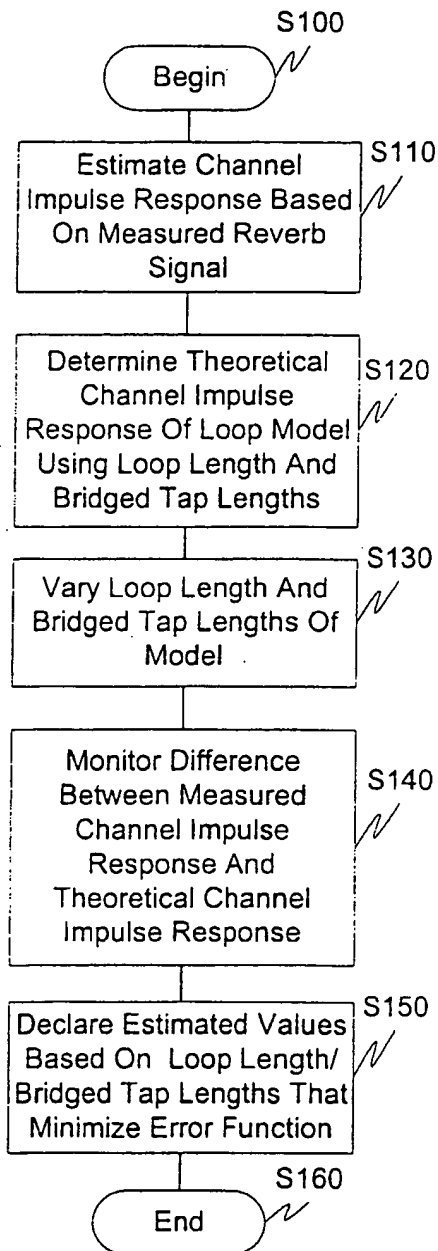 S100
Begin
S110
Estimate Channel
Impulse Response Based
On Measured Reverb
Signal
S120
Determine Theoretical
Channel Impulse
Response Of Loop Model
Using Loop Length And
Bridged Tap Lengths
S130
Vary Loop Length And
Bridged Tap Lengths Of
Model
S140
Monitor Difference
Between Measured
Channel Impulse
Response And
Theoretical Channel
Impulse Response
S150
Declare Estimated Values
Based On Loop Length/
Bridged Tap Lengths That
Minimize Error Function
S160
End